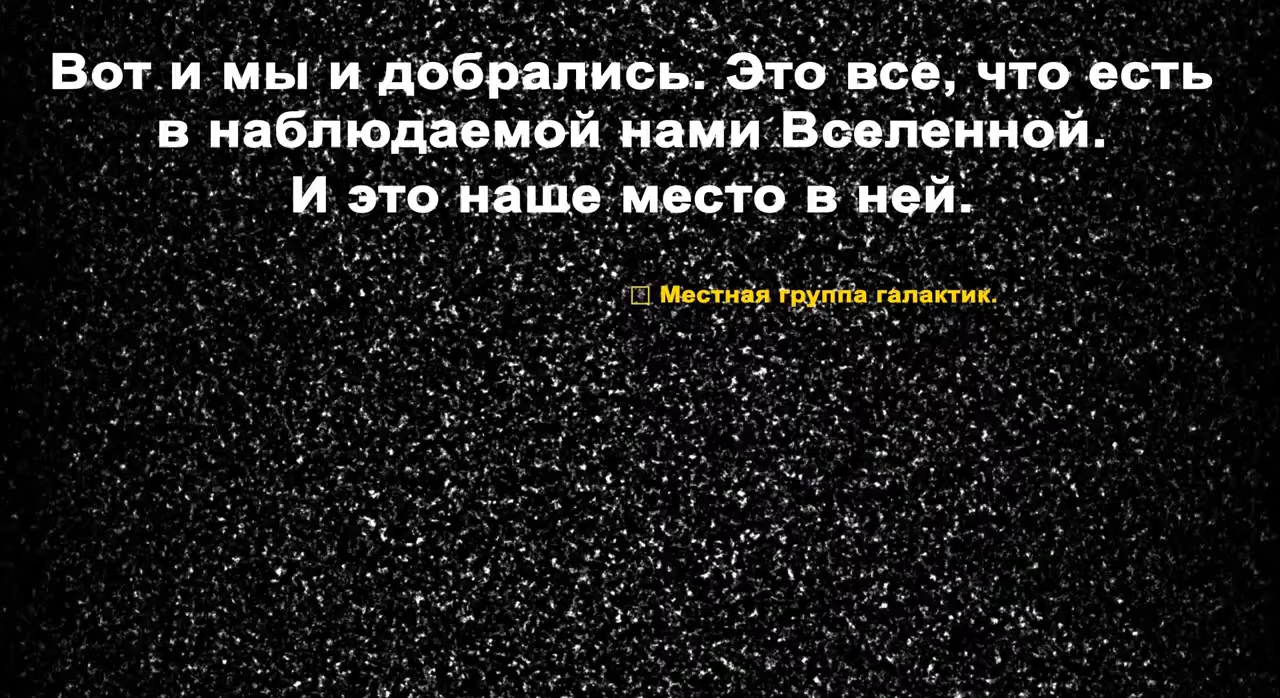 Вот и мы и добрались. Это все, что есть
в наблюдаемой нами Вселенной.
И это наше место в ней.
Местная группа галактик.